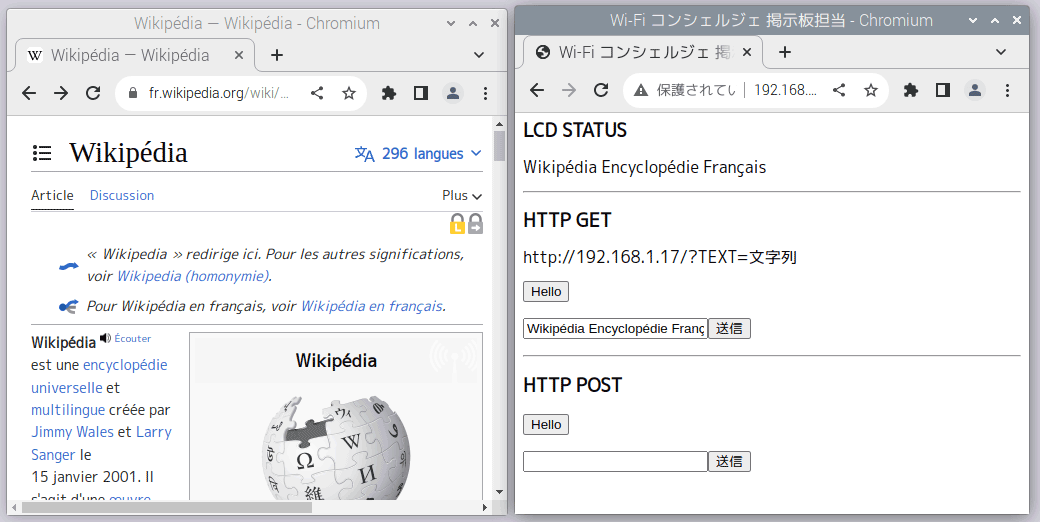 Wikipédia — Wikipédia - Chromium
Wikipédia — Wikipédia
fr.wikipedia.org/wiki/...
Wikipédia
296 langues
Article Discussion Plus
« Wikipedia » redirige ici. Pour les autres significations,
voir Wikipedia (homonymie).
Pour Wikipédia en français, voir Wikipédia en français.
Wikipédia Écouter
est une encyclopédie
universelle et
multilingue créée par
Jimmy Wales et Larry
Sanger le
15 janvier 2001. Il
s'agit d'une œuvre
Wikipédia
W
Ω
И
維
Wi-Fi コンシェルジェ 掲示板担当 - Chromium
Wi-Fi コンシェルジェ 掲
保護されてい 192.168....
LCD STATUS
Wikipédia Encyclopédie Français
HTTP GET
http://192.168.1.17/?TEXT=文字列
Hello
Wikipédia Encyclopédie Franç 送信
HTTP POST
Hello
送信